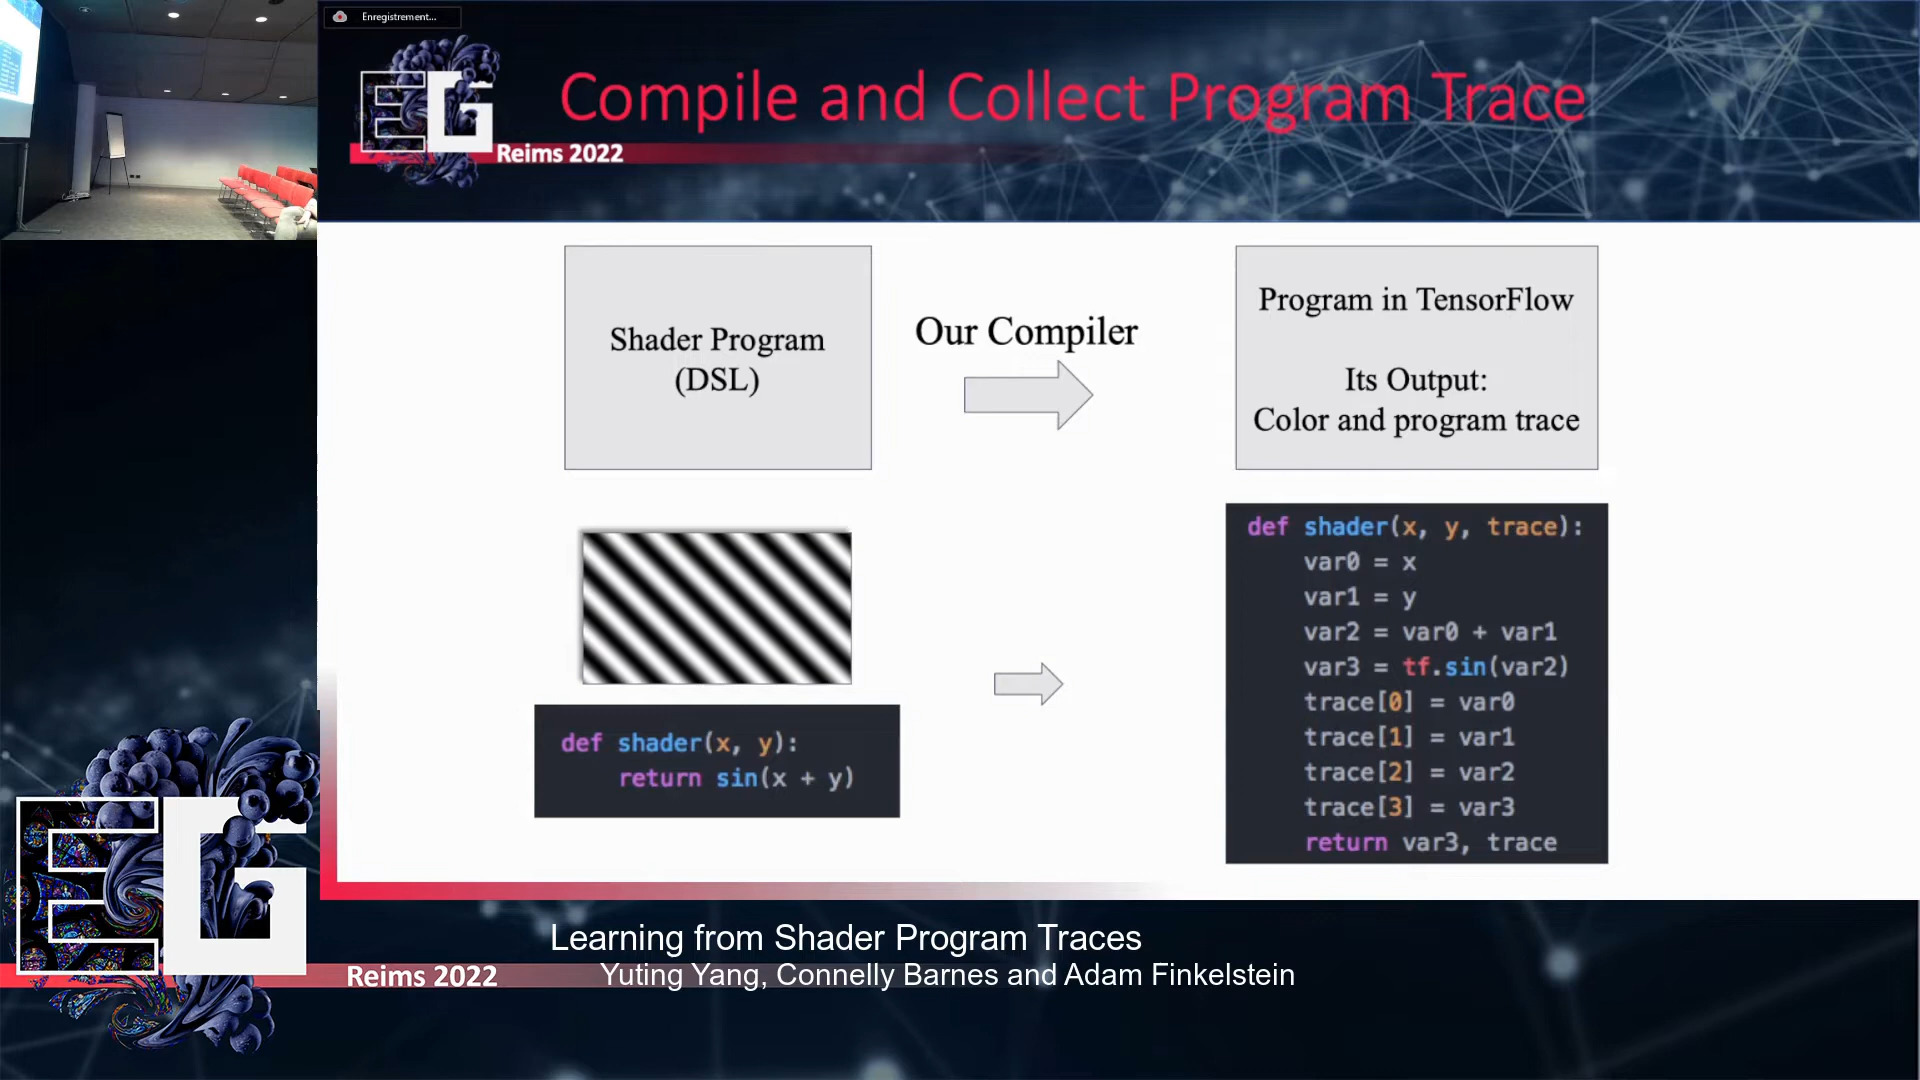 Enregistrement...
EG
Reims 2022
Compile and Collect Program Trace
Shader Program
(DSL)
Our Compiler
Program in TensorFlow
Its Output:
Color and program trace
def shader(x, y):
return sin(x + y)
def shader(x, y, trace):
var0 = x
var1 = y
var2 = var0 + var1
var3 = tf.sin(var2)
trace[0] = var0
trace[1] = var1
trace[2] = var2
trace[3] = var3
return var3, trace
EG
Reims 2022
Learning from Shader Program Traces
Yuting Yang, Connelly Barnes and Adam Finkelstein